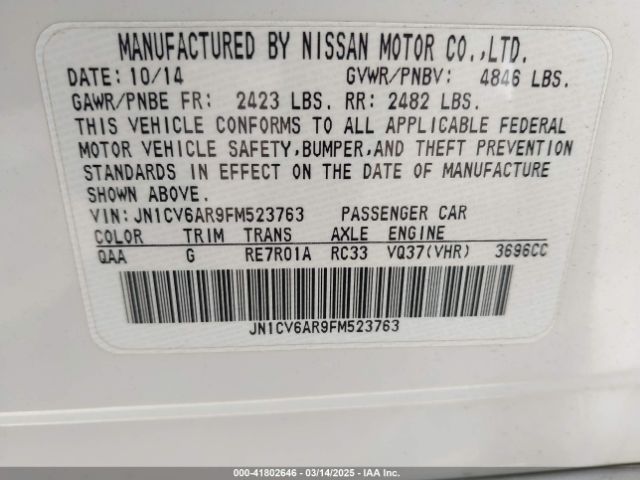 MANUFACTURED BY NISSAN MOTOR CO.,LTD.
DATE: 10/14 GVWR/PNBV: 4846 LBS.
GAWR/PNBE FR: 2423 LBS. RR: 2482 LBS.
THIS VEHICLE CONFORMS TO ALL APPLICABLE FEDERAL
MOTOR VEHICLE SAFETY,BUMPER,AND THEFT PREVENTION
STANDARDS IN EFFECT ON THE DATE OF MANUFACTURE
SHOWN ABOVE.
VIN: JN1CV6AR9FM523763 PASSENGER CAR
COLOR TRIM TRANS AXLE ENGINE
QAA G RE7R01A RC33 VQ37(VHR) 3696CC
JN1CV6AR9FM523763
000-41802646 - 03/14/2025 - IAA Inc.